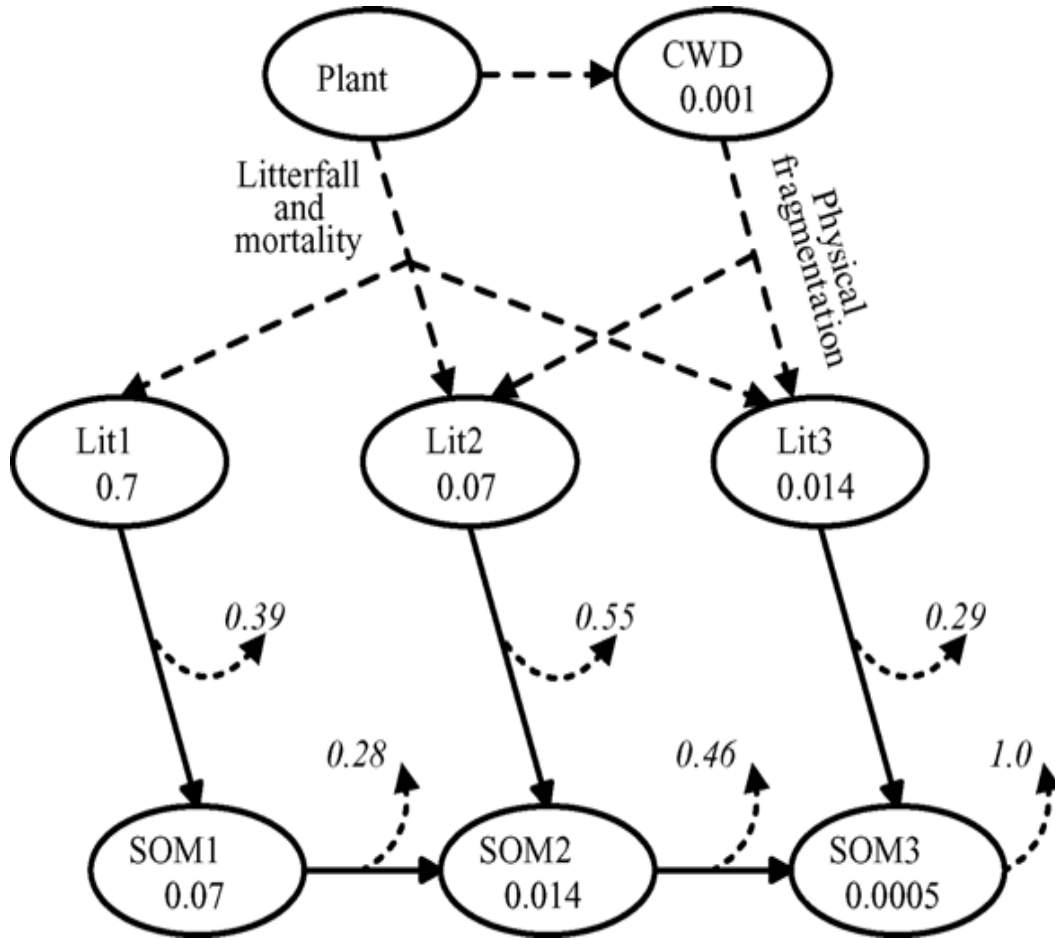 Plant
CWD
0.001
Litterfall
and
mortality
Physical
fragmentation
Lit1
0.7
Lit2
0.07
Lit3
0.014
0.39
0.55
0.29
0.28
0.46
1.0
SOM1
0.07
SOM2
0.014
SOM3
0.0005